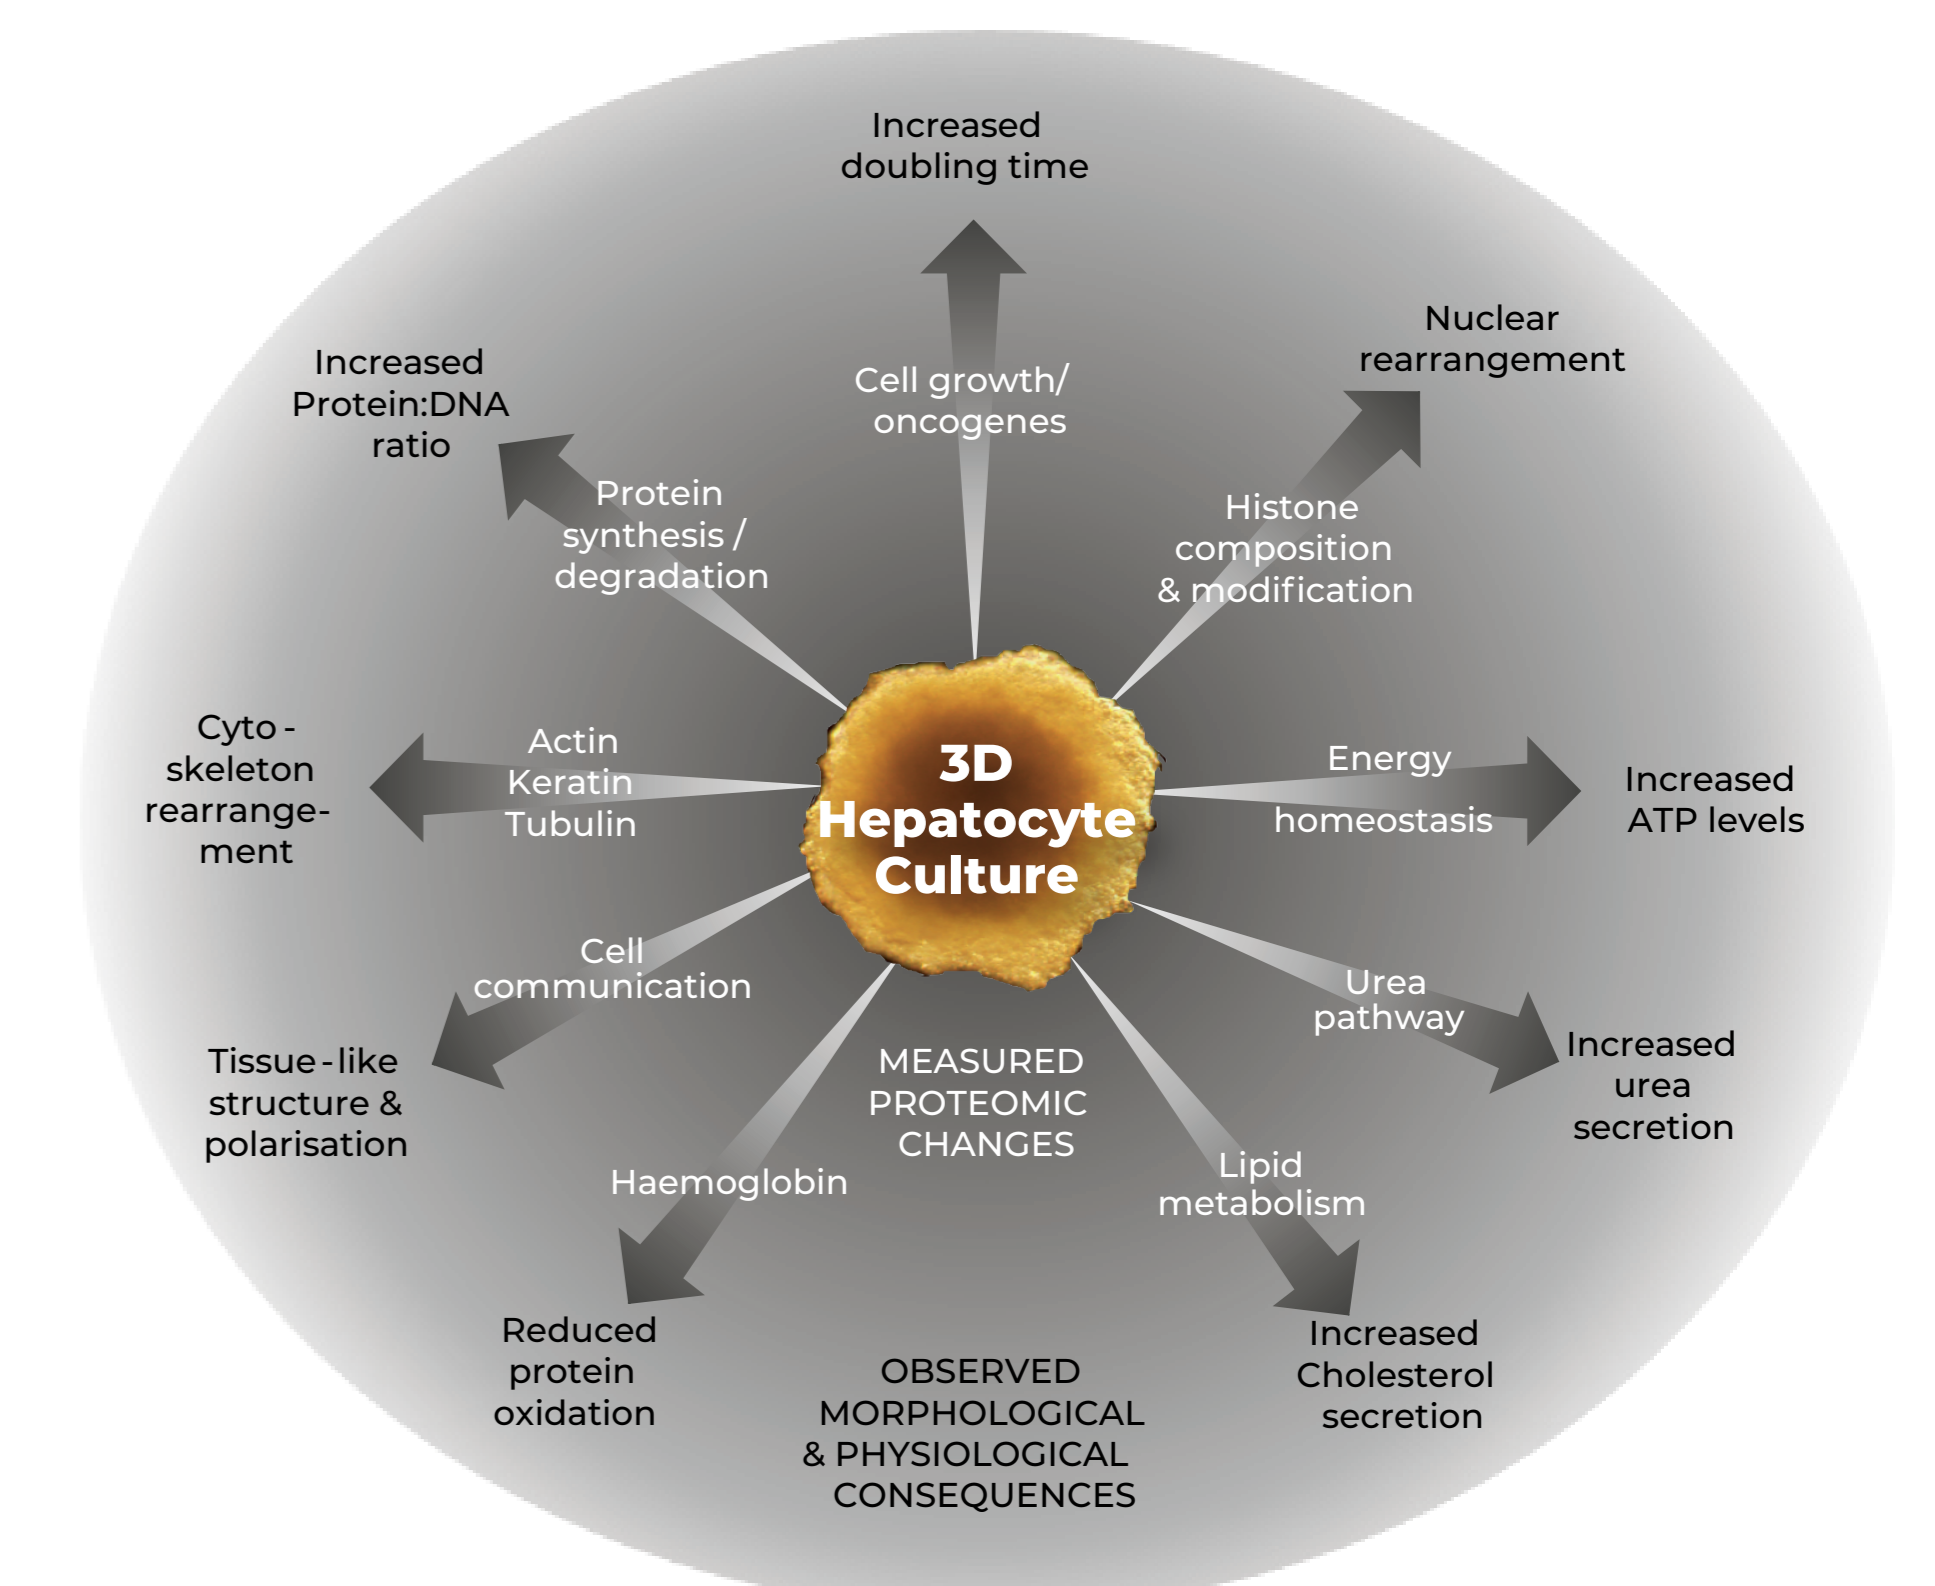 Increased
doubling time
Nuclear
rearrangement
Increased
Protein:DNA
ratio
Cell growth/
oncogenes
Protein
synthesis /
degradation
Histone
composition
& modification
Cyto -
skeleton
rearrange-
ment
Actin
Keratin
Tubulin
3D
Hepatocyte
Culture
Energy
homeostasis
Increased
ATP levels
Cell
communication
Urea
pathway
Tissue-like
structure &
polarisation
MEASURED
PROTEOMIC
CHANGES
Increased
urea
secretion
Haemoglobin
Lipid
metabolism
Reduced
protein
oxidation
OBSERVED
MORPHOLOGICAL
& PHYSIOLOGICAL
CONSEQUENCES
Increased
Cholesterol
secretion